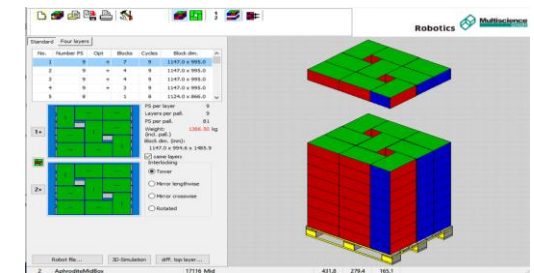 Robotics Multiscience
Standard Four layers
No. Number PS Opt Blocks Cycles Block dim.
1 9 + 7 9 1147.0 x 995.0
2 9 + 4 9 1147.0 x 995.0
3 9 + 4 9 1147.0 x 995.0
4 9 + 3 9 1147.0 x 995.0
5 8 1 8 1124.0 x 866.0
PS per layer 9
Layers per pall. 9
PS per pall. 81
Weight: 1386.50 kg
(incl. pall.)
Block dim. (mm):
1147.0 x 994.6 x 1485.9
same layers
1×
Interlocking
Tower
Mirror lengthwise
2×
Mirror crosswise
Rotated
Robot file... 3D-Simulation diff. top layer...
2 AphroditeMidBox 17116 Mid 431.8 279.4 165.1